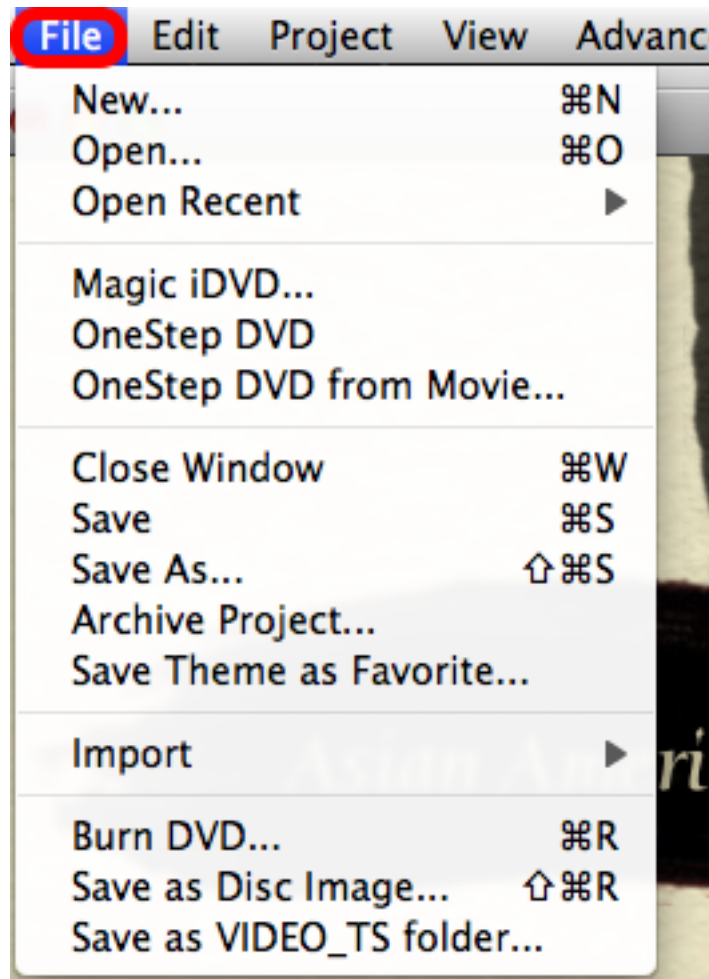 File Edit Project View Advanc
New... ⌘N
Open... ⌘O
Open Recent ▶
Magic iDVD...
OneStep DVD
OneStep DVD from Movie...
Close Window ⌘W
Save ⌘S
Save As... ⇧⌘S
Archive Project...
Save Theme as Favorite...
Import ▶
Asian Ameri
Burn DVD... ⌘R
Save as Disc Image... ⇧⌘R
Save as VIDEO_TS folder...